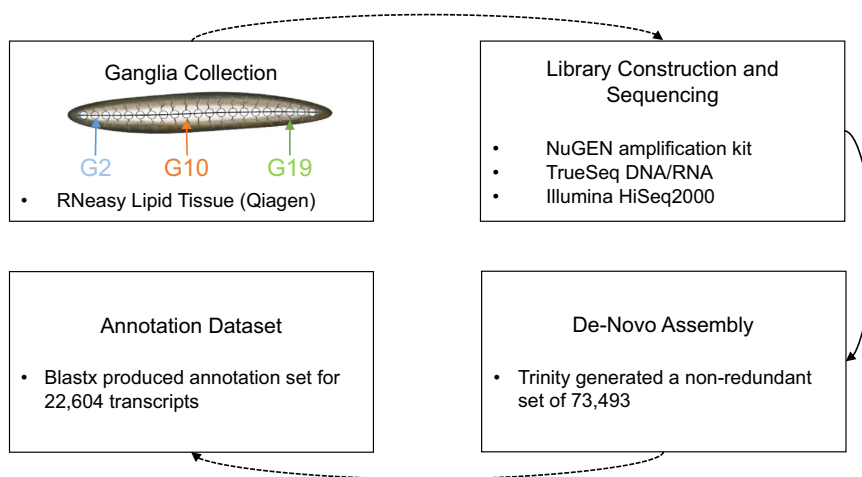 Ganglia Collection
G2
G10
G19
• RNeasy Lipid Tissue (Qiagen)
Library Construction and
Sequencing
• NuGEN amplification kit
• TrueSeq DNA/RNA
• Illumina HiSeq2000
Annotation Dataset
• Blastx produced annotation set for
22,604 transcripts
De-Novo Assembly
• Trinity generated a non-redundant
set of 73,493